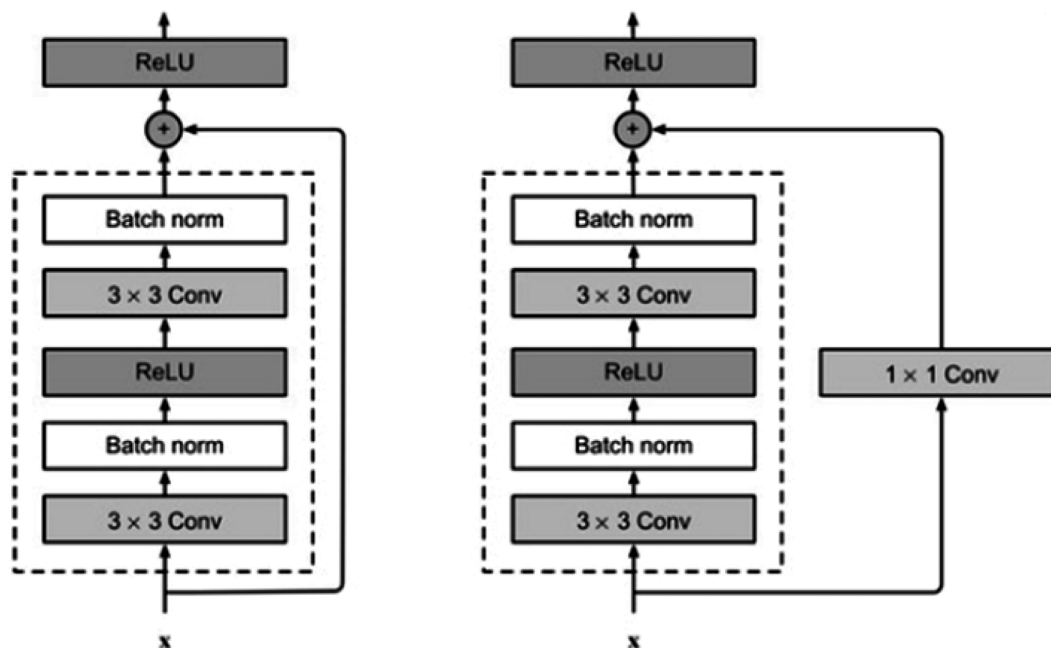 ReLU
+
Batch norm
3 × 3 Conv
ReLU
Batch norm
3 × 3 Conv
x
ReLU
+
Batch norm
3 × 3 Conv
ReLU
1 × 1 Conv
Batch norm
3 × 3 Conv
x